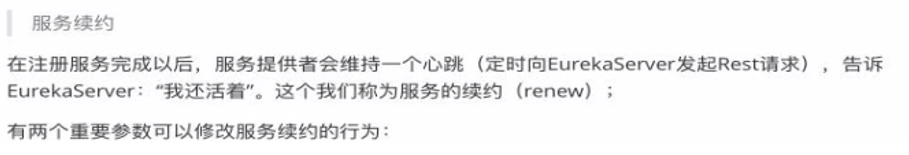 服务续约
在注册服务完成以后，服务提供者会维持一个心跳（定时向EurekaServer发起Rest请求），告诉
EurekaServer：“我还活着”。这个我们称为服务的续约（renew）；
有两个重要参数可以修改服务续约的行为：